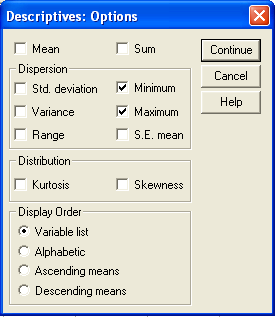 Descriptives: Options
Mean Sum Continue
Dispersion Cancel
Std. deviation Minimum
Variance Maximum Help
Range S.E. mean
Distribution
Kurtosis Skewness
Display Order
Variable list
Alphabetic
Ascending means
Descending means